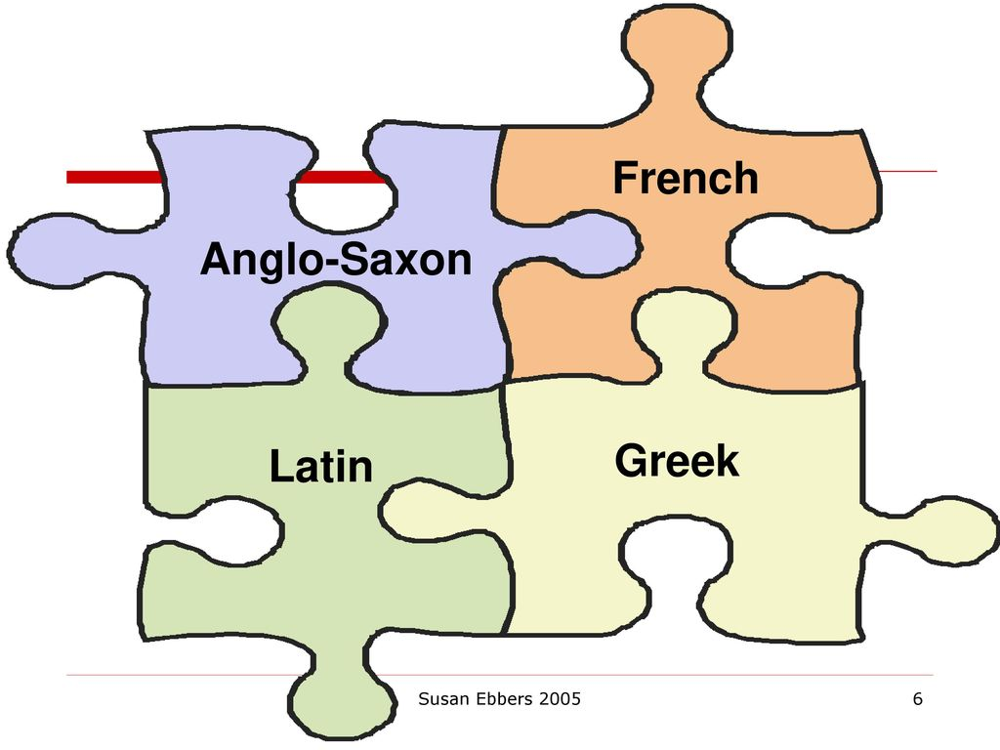 French
Anglo-Saxon
Latin
Greek
Susan Ebbers 2005
6